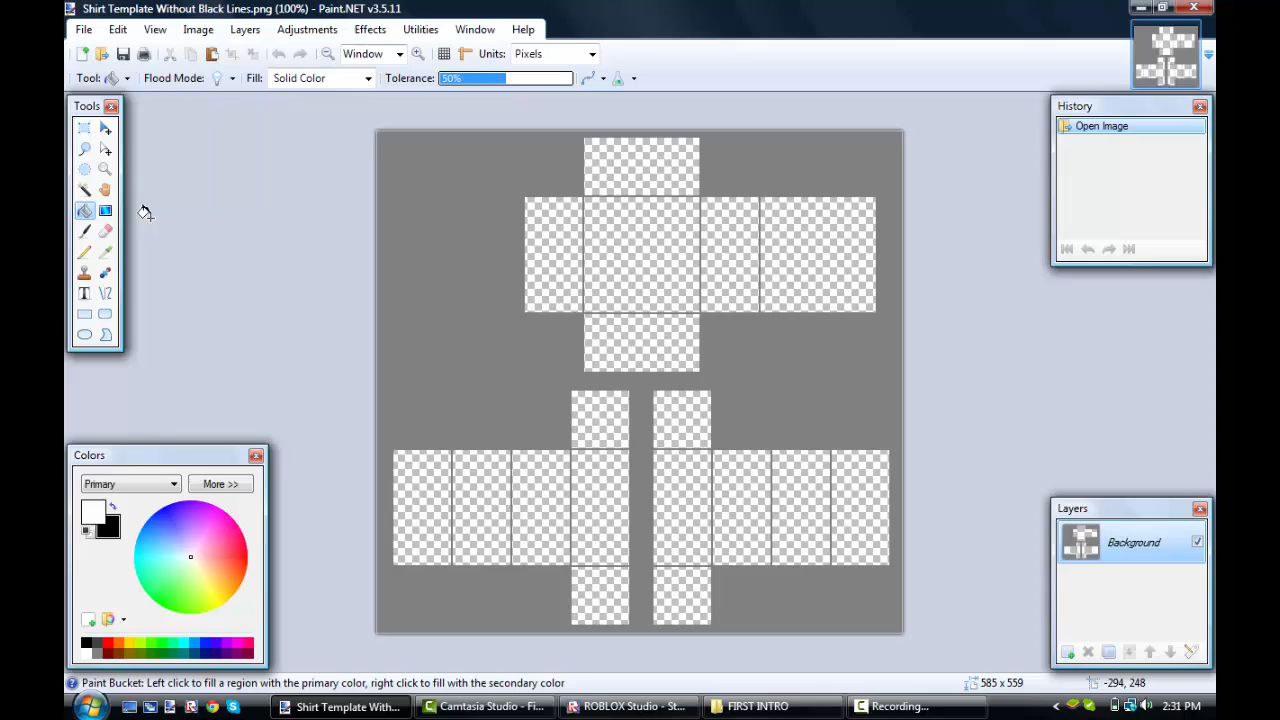 Shirt Template Without Black Lines.png (100%) - Paint.NET v3.5.11
File Edit View Image Layers Adjustments Effects Utilities Window Help
Window Units: Pixels
Tool: Flood Mode: Fill: Solid Color Tolerance: 50%
Tools
History
Open Image
Colors
Primary More >>
Layers
Background
Paint Bucket: Left click to fill a region with the primary color, right click to fill with the secondary color 585 x 559 -294, 248
Shirt Template With... Camtasia Studio - Fi... ROBLOX Studio - St... FIRST INTRO Recording... 2:31 PM